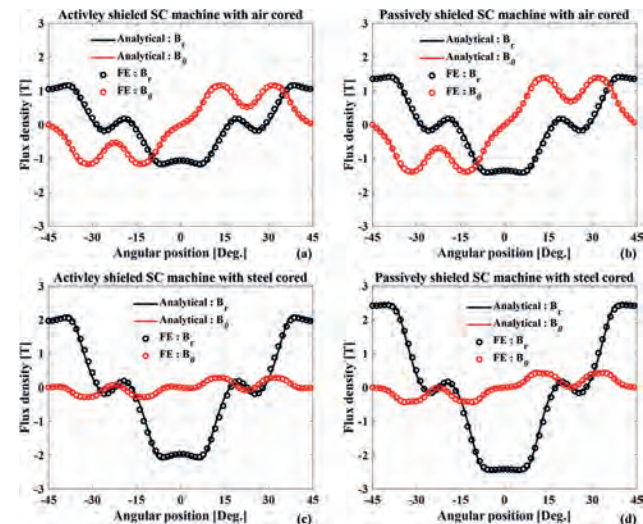 Activley shielded SC machine with air cored
Flux density [T]
3
2
1
0
-1
-2
-3
Analytical : Br
Analytical : Bθ
FE : Br
FE : Bθ
(a)
-45 -30 -15 0 15 30 45
Angular position [Deg.]
Passively shielded SC machine with air cored
Flux density [T]
3
2
1
0
-1
-2
-3
Analytical : Br
Analytical : Bθ
FE : Br
FE : Bθ
(b)
-45 -30 -15 0 15 30 45
Angular position [Deg.]
Activley shielded SC machine with steel cored
Flux density [T]
3
2
1
0
-1
-2
-3
Analytical : Br
Analytical : Bθ
FE : Br
FE : Bθ
(c)
-45 -30 -15 0 15 30 45
Angular position [Deg.]
Passively shielded SC machine with steel cored
Flux density [T]
3
2
1
0
-1
-2
-3
Analytical : Br
Analytical : Bθ
FE : Br
FE : Bθ
(d)
-45 -30 -15 0 15 30 45
Angular position [Deg.]